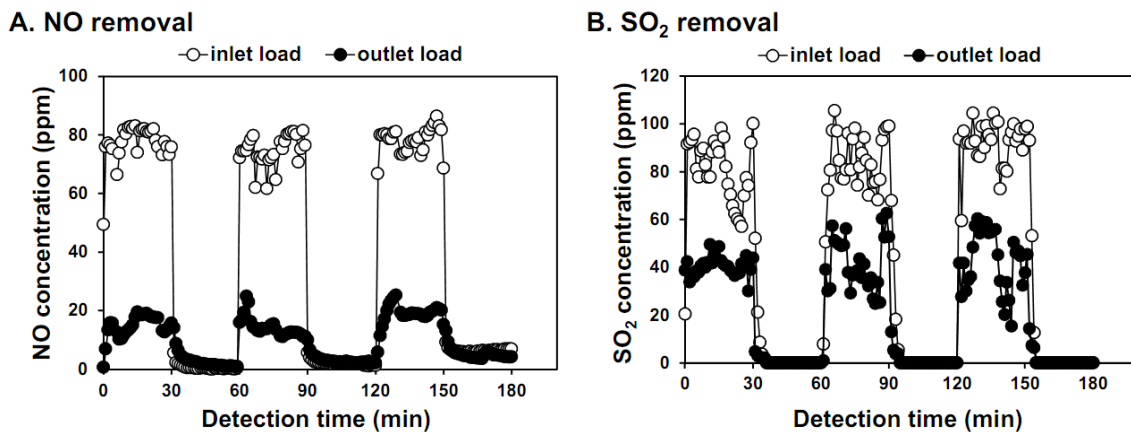 A. NO removal
inlet load outlet load
NO concentration (ppm)
100
80
60
40
20
0
0 30 60 90 120 150 180
Detection time (min)
B. SO₂ removal
inlet load outlet load
SO₂ concentration (ppm)
120
100
80
60
40
20
0
0 30 60 90 120 150 180
Detection time (min)